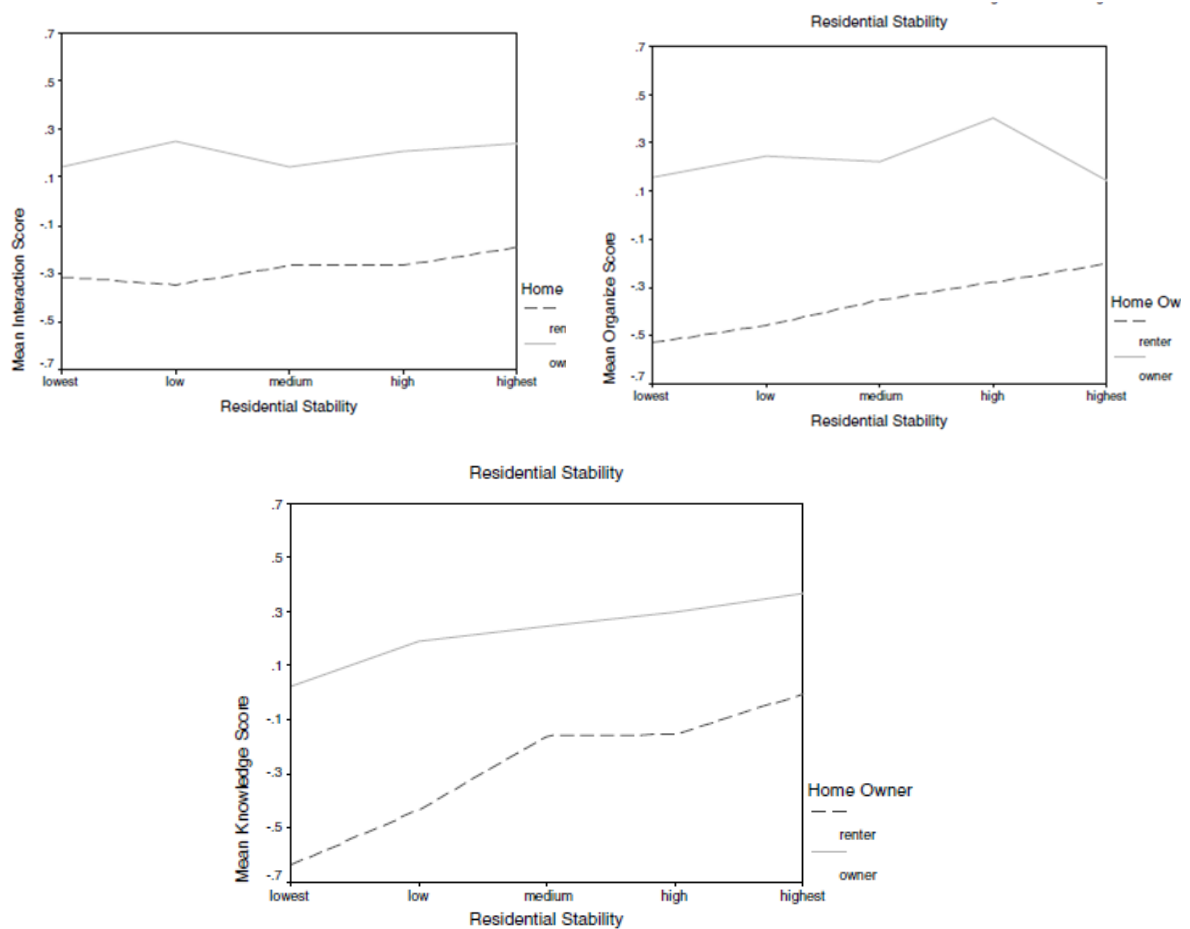 .7
.5
.3
.1
-.1
-.3
-.5
-.7
Mean Interaction Score
lowest low medium high highest
Residential Stability
Home
ren
ow
Residential Stability
.7
.5
.3
.1
-.1
-.3
-.5
-.7
Mean Organize Score
lowest low medium high highest
Residential Stability
Home Ow
renter
owner
Residential Stability
.7
.5
.3
.1
-.1
-.3
-.5
-.7
Mean Knowledge Score
lowest low medium high highest
Residential Stability
Home Owner
renter
owner